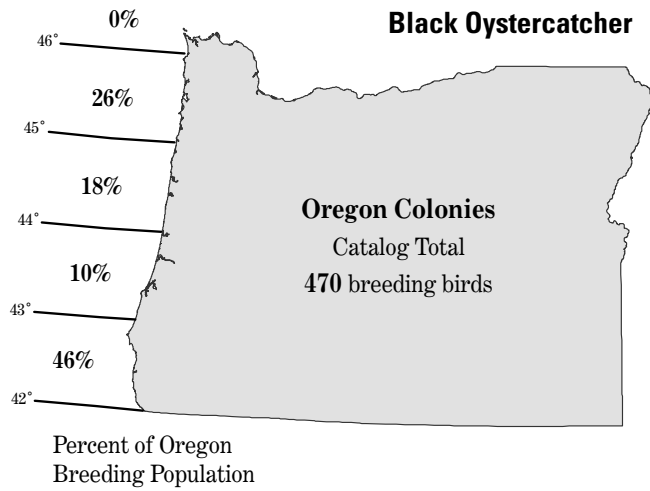 Black Oystercatcher
0%
46°
26%
45°
18%
44°
10%
43°
46%
42°
Oregon Colonies
Catalog Total
470 breeding birds
Percent of Oregon
Breeding Population